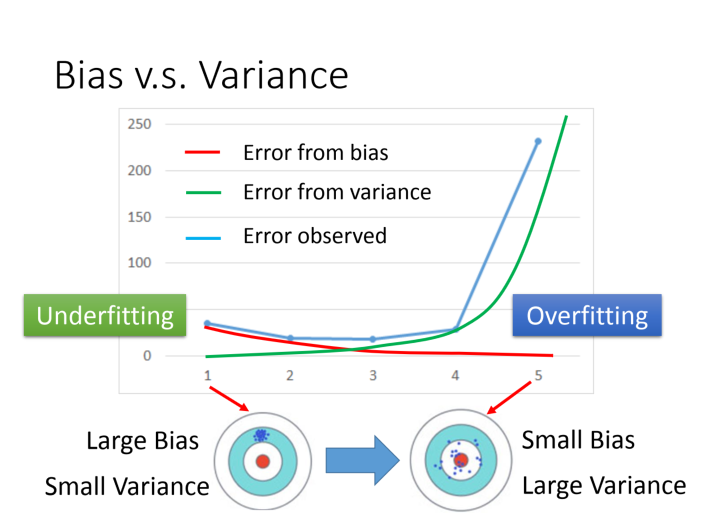 Bias v.s. Variance
250
Error from bias
200
Error from variance
150
Error observed
100
Underfitting
Overfitting
0
1 2 3 4 5
Large Bias
Small Variance
Small Bias
Large Variance